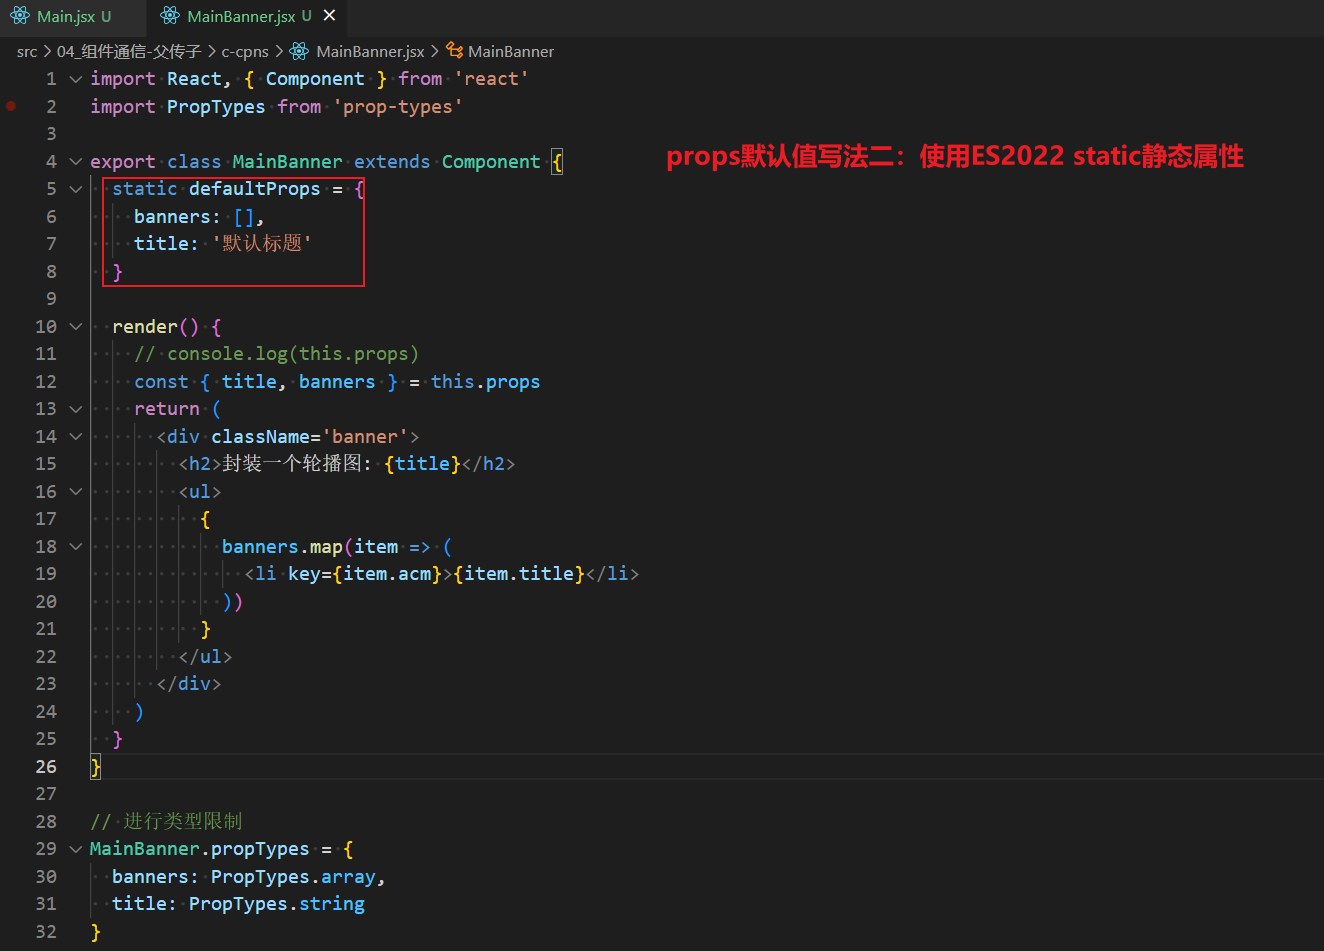 Main.jsx U
MainBanner.jsx U
src > 04_组件通信-父传子 > c-cpns > MainBanner.jsx > MainBanner
1 import React, { Component } from 'react'
2 import PropTypes from 'prop-types'
3
4 export class MainBanner extends Component {
props默认值写法二：使用ES2022 static静态属性
5   static defaultProps = {
6     banners: [],
7     title: '默认标题'
8   }
9
10   render() {
11     // console.log(this.props)
12     const { title, banners } = this.props
13     return (
14       <div className='banner'>
15         <h2>封装一个轮播图: {title}</h2>
16         <ul>
17           {
18             banners.map(item => (
19               <li key={item.acm}>{item.title}</li>
20             ))
21           }
22         </ul>
23       </div>
24     )
25   }
26 }
27
28 // 进行类型限制
29 MainBanner.propTypes = {
30   banners: PropTypes.array,
31   title: PropTypes.string
32 }